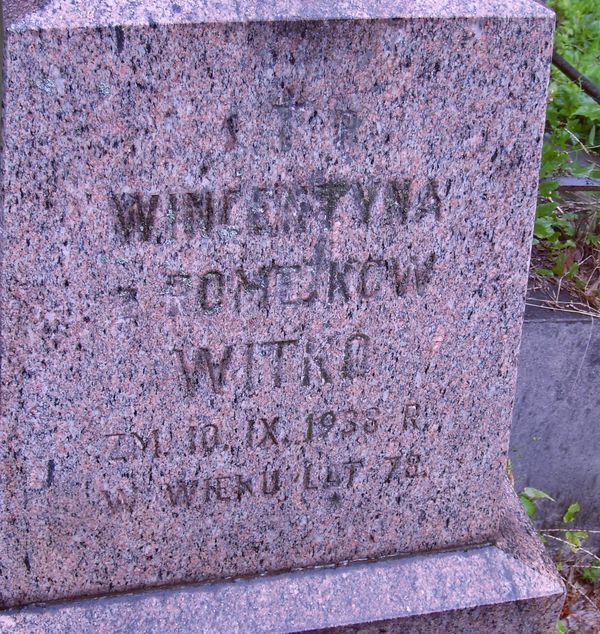 Ś T P
WINCENTYNA
z ROMEJKÓW
WITKO
ZM. 10. IX. 1938 R.
W WIEKU LAT 78.